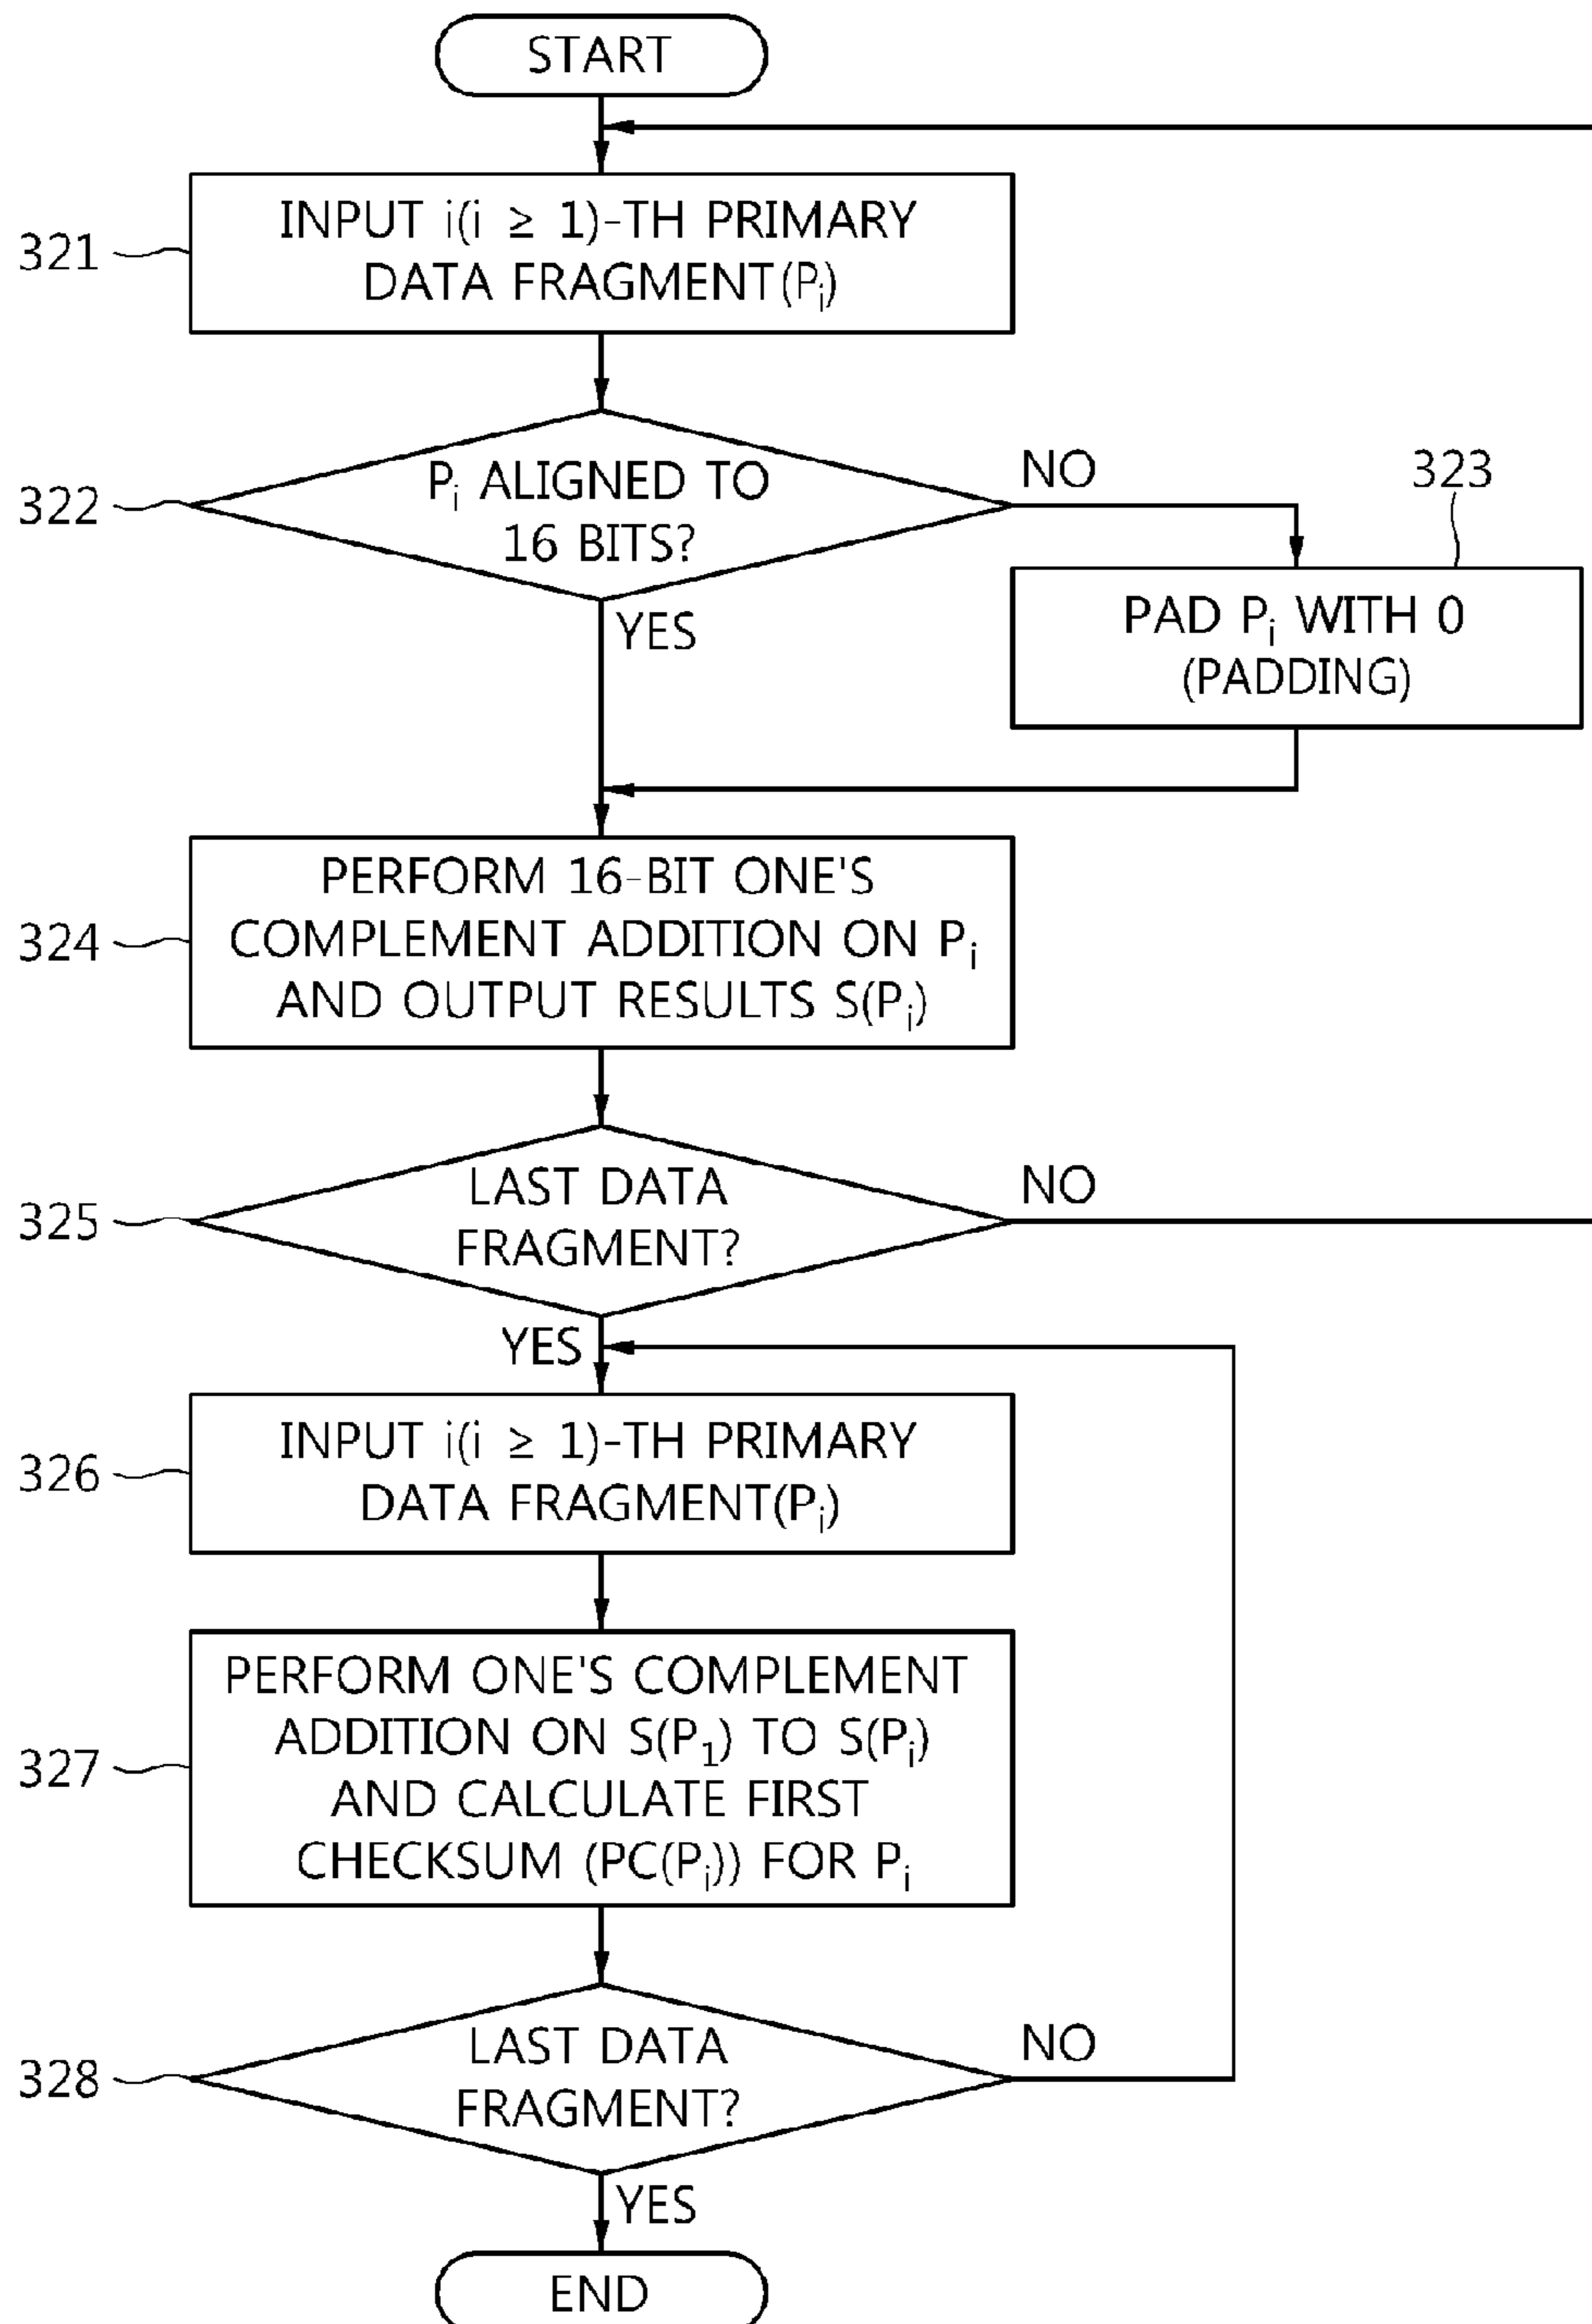 START
321
INPUT i(i ≥ 1)-TH PRIMARY
DATA FRAGMENT(Pi)
322
Pi ALIGNED TO
16 BITS?
NO
YES
323
PAD Pi WITH 0
(PADDING)
324
PERFORM 16-BIT ONE'S
COMPLEMENT ADDITION ON Pi
AND OUTPUT RESULTS S(Pi)
325
LAST DATA
FRAGMENT?
NO
YES
326
INPUT i(i ≥ 1)-TH PRIMARY
DATA FRAGMENT(Pi)
327
PERFORM ONE'S COMPLEMENT
ADDITION ON S(P1) TO S(Pi)
AND CALCULATE FIRST
CHECKSUM (PC(Pi)) FOR Pi
328
LAST DATA
FRAGMENT?
NO
YES
END